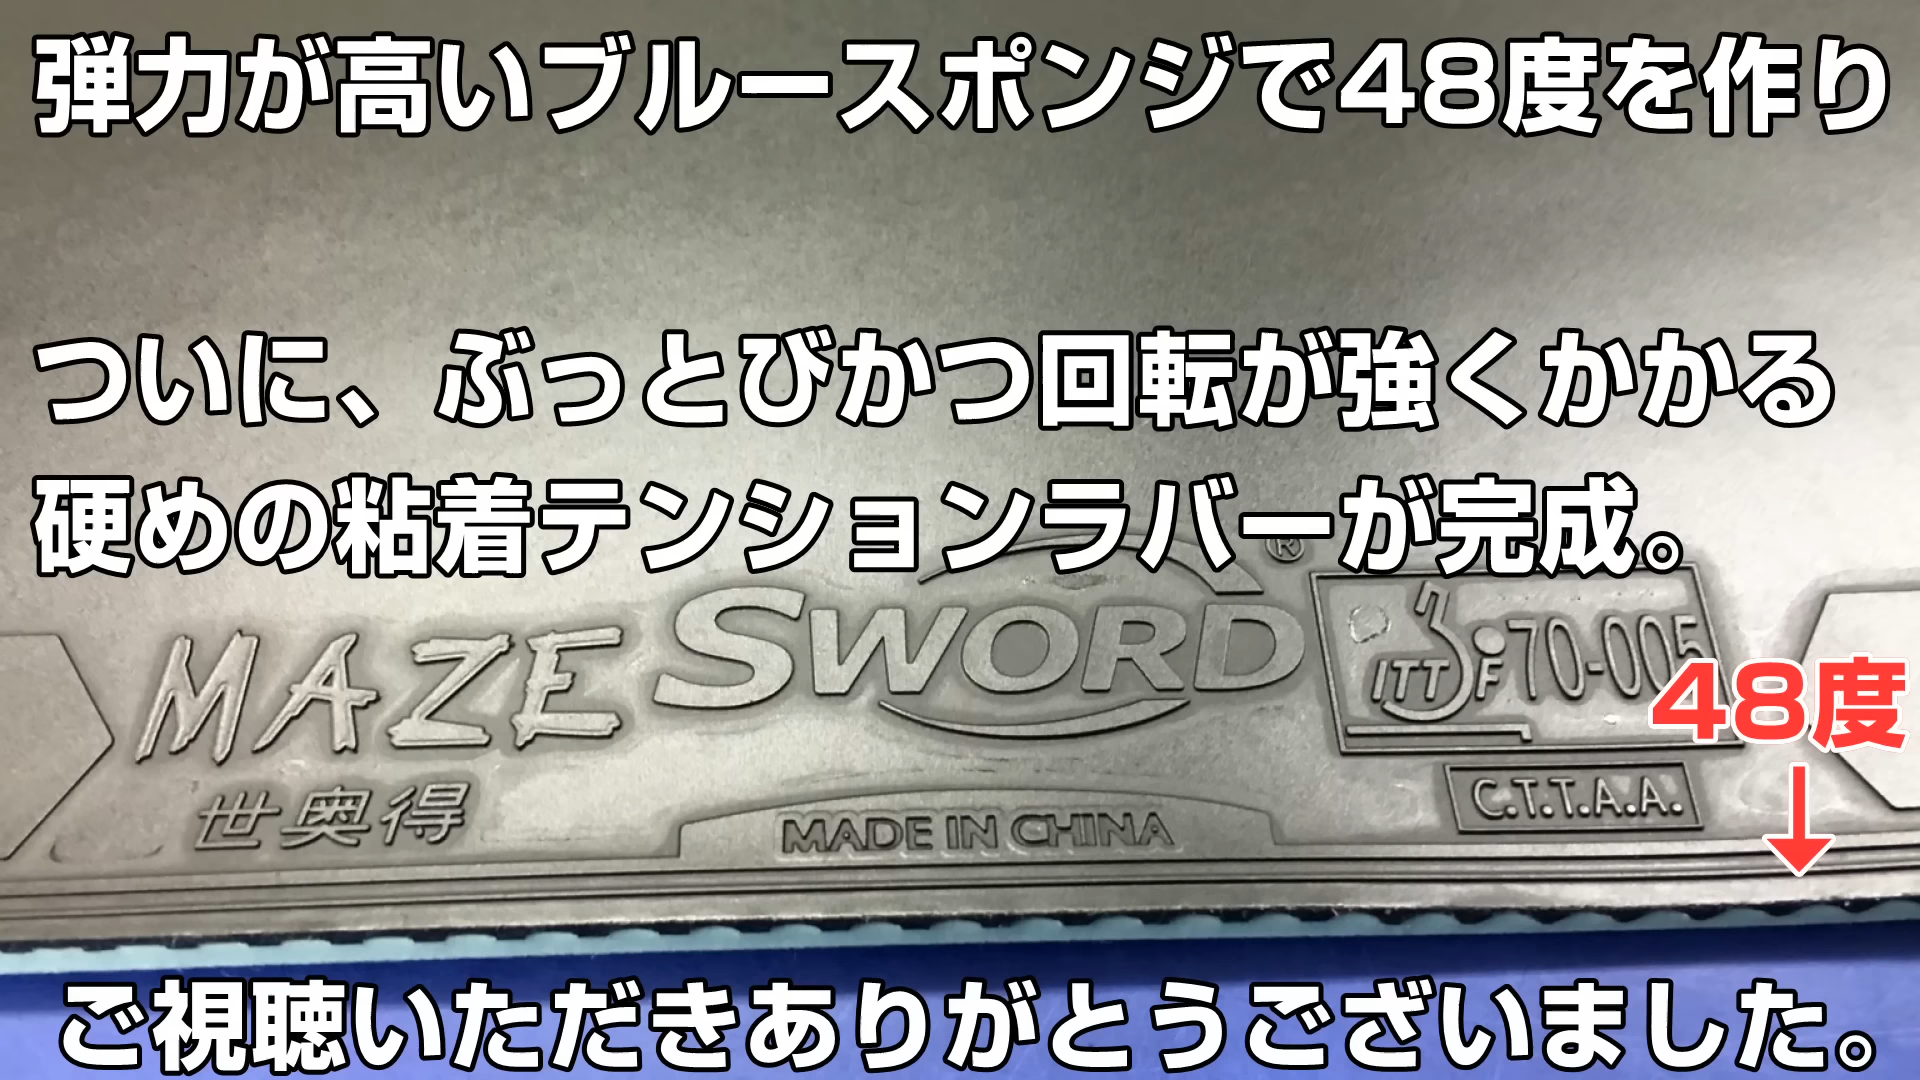 弾力が高いブルースポンジで48度を作り
ついに、ぶっとびかつ回転が強くかかる
硬めの粘着テンションラバーが完成。
MAZE SWORD®
ITTF 70-005
48度
世奥得
MADE IN CHINA
C.T.T.A.A.
↓
ご視聴いただきありがとうございました。